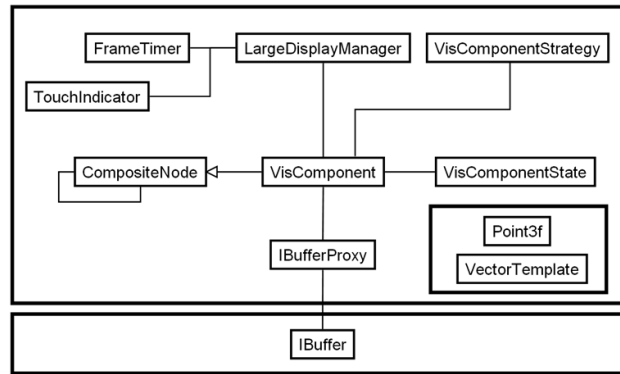 FrameTimer
LargeDisplayManager
VisComponentStrategy
TouchIndicator
CompositeNode
VisComponent
VisComponentState
Point3f
IBufferProxy
VectorTemplate
IBuffer